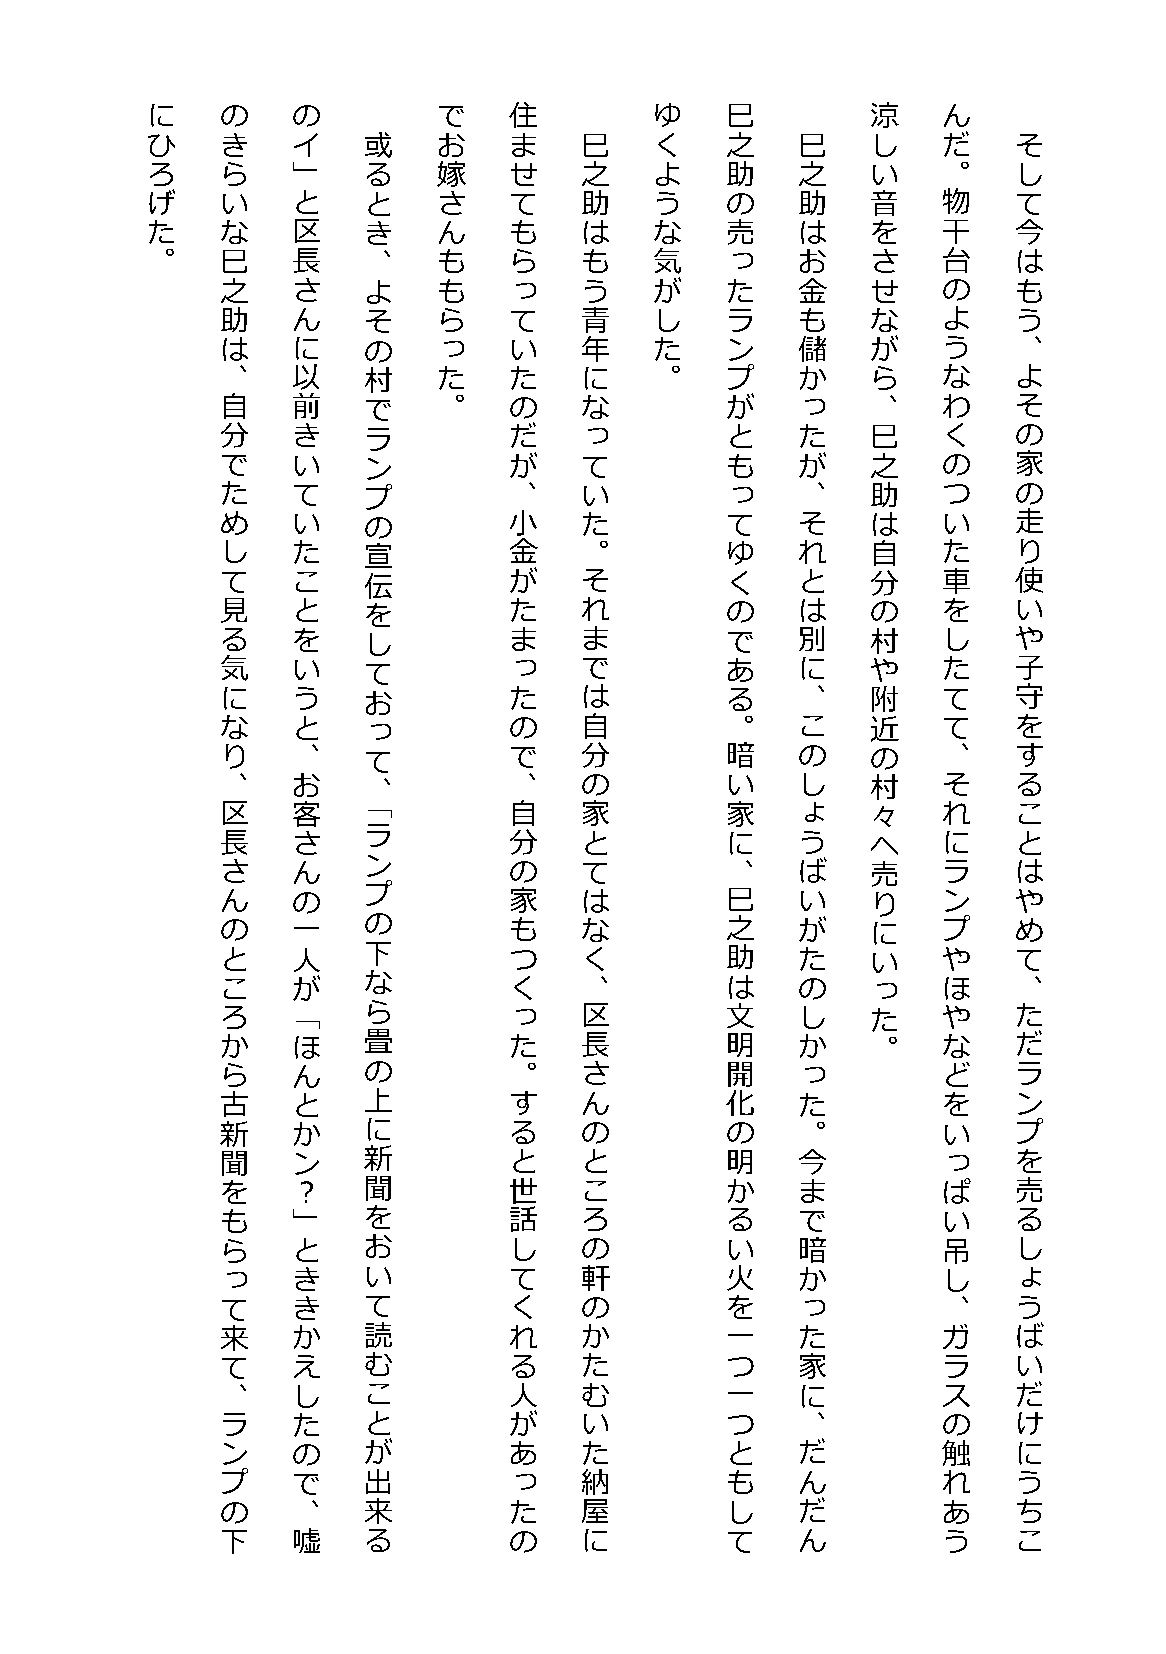 そして今はもう、よその家の走り使いや子守をすることはやめて、ただランプを売るしょうばいだけにうちこ
んだ。物干台のようなわくのついた車をしたてて、それにランプやほやなどをいっぱい吊し、ガラスの触れあう
涼しい音をさせながら、巳之助は自分の村や附近の村々へ売りにいった。
巳之助はお金も儲かったが、それとは別に、このしょうばいがたのしかった。今まで暗かった家に、だんだん
巳之助の売ったランプがともってゆくのである。暗い家に、巳之助は文明開化の明かるい火を一つ一つともして
ゆくような気がした。
巳之助はもう青年になっていた。それまでは自分の家とてはなく、区長さんのところの軒のかたむいた納屋に
住ませてもらっていたのだが、小金がたまったので、自分の家もつくった。すると世話してくれる人があったの
でお嫁さんももらった。
或るとき、よその村でランプの宣伝をしておって、「ランプの下なら畳の上に新聞をおいて読むことが出来る
のイ」と区長さんに以前きいていたことをいうと、お客さんの一人が「ほんとかン？」とききかえしたので、嘘
のきらいな巳之助は、自分でためして見る気になり、区長さんのところから古新聞をもらって来て、ランプの下
にひろげた。